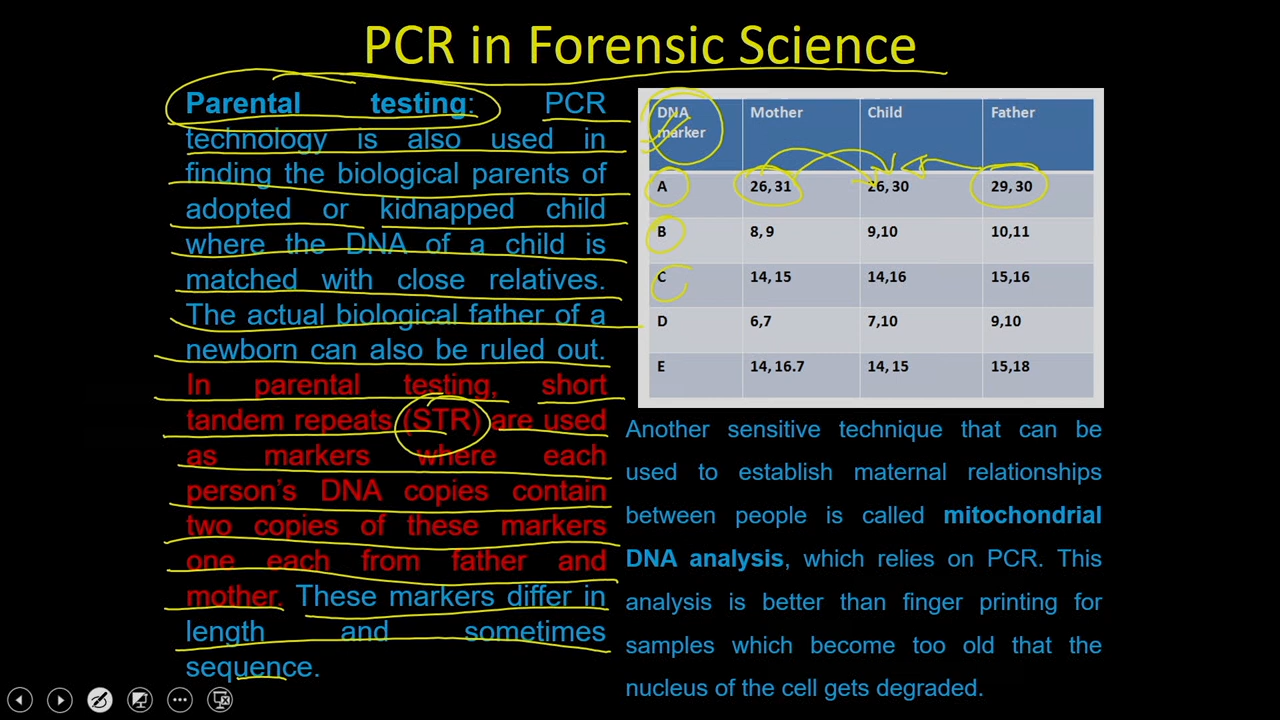 PCR in Forensic Science
Parental testing: PCR
technology is also used in
finding the biological parents of
adopted or kidnapped child
where the DNA of a child is
matched with close relatives.
The actual biological father of a
newborn can also be ruled out.
In parental testing, short
tandem repeats (STR) are used
as markers where each
person's DNA copies contain
two copies of these markers
one each from father and
mother. These markers differ in
length and sometimes
sequence.
DNA marker Mother Child Father
A 26, 31 26, 30 29, 30
B 8, 9 9,10 10,11
C 14, 15 14,16 15,16
D 6,7 7,10 9,10
E 14, 16.7 14, 15 15,18
Another sensitive technique that can be
used to establish maternal relationships
between people is called mitochondrial
DNA analysis, which relies on PCR. This
analysis is better than finger printing for
samples which become too old that the
nucleus of the cell gets degraded.